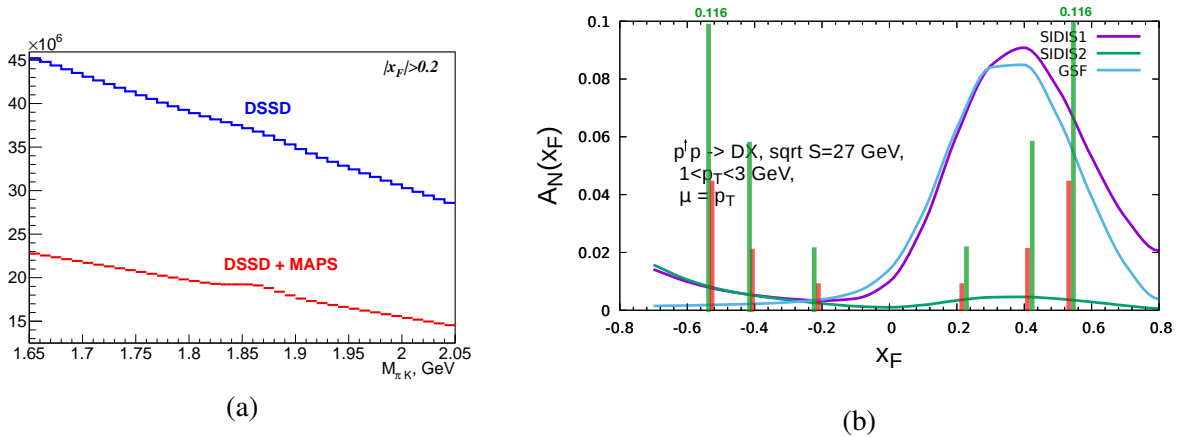 ×10⁶
|x_F|>0.2
45
40
35
30
25
20
15
DSSD
DSSD + MAPS
1.65 1.7 1.75 1.8 1.85 1.9 1.95 2 2.05
M_{π K}, GeV
(a)
0.116 0.116
0.1
0.08
0.06
0.04
0.02
0
A_N(x_F)
SIDIS1
SIDIS2
GSF
p↑p -> DX, sqrt S=27 GeV,
1<p_T<3 GeV,
μ = p_T
-0.8 -0.6 -0.4 -0.2 0 0.2 0.4 0.6 0.8
x_F
(b)